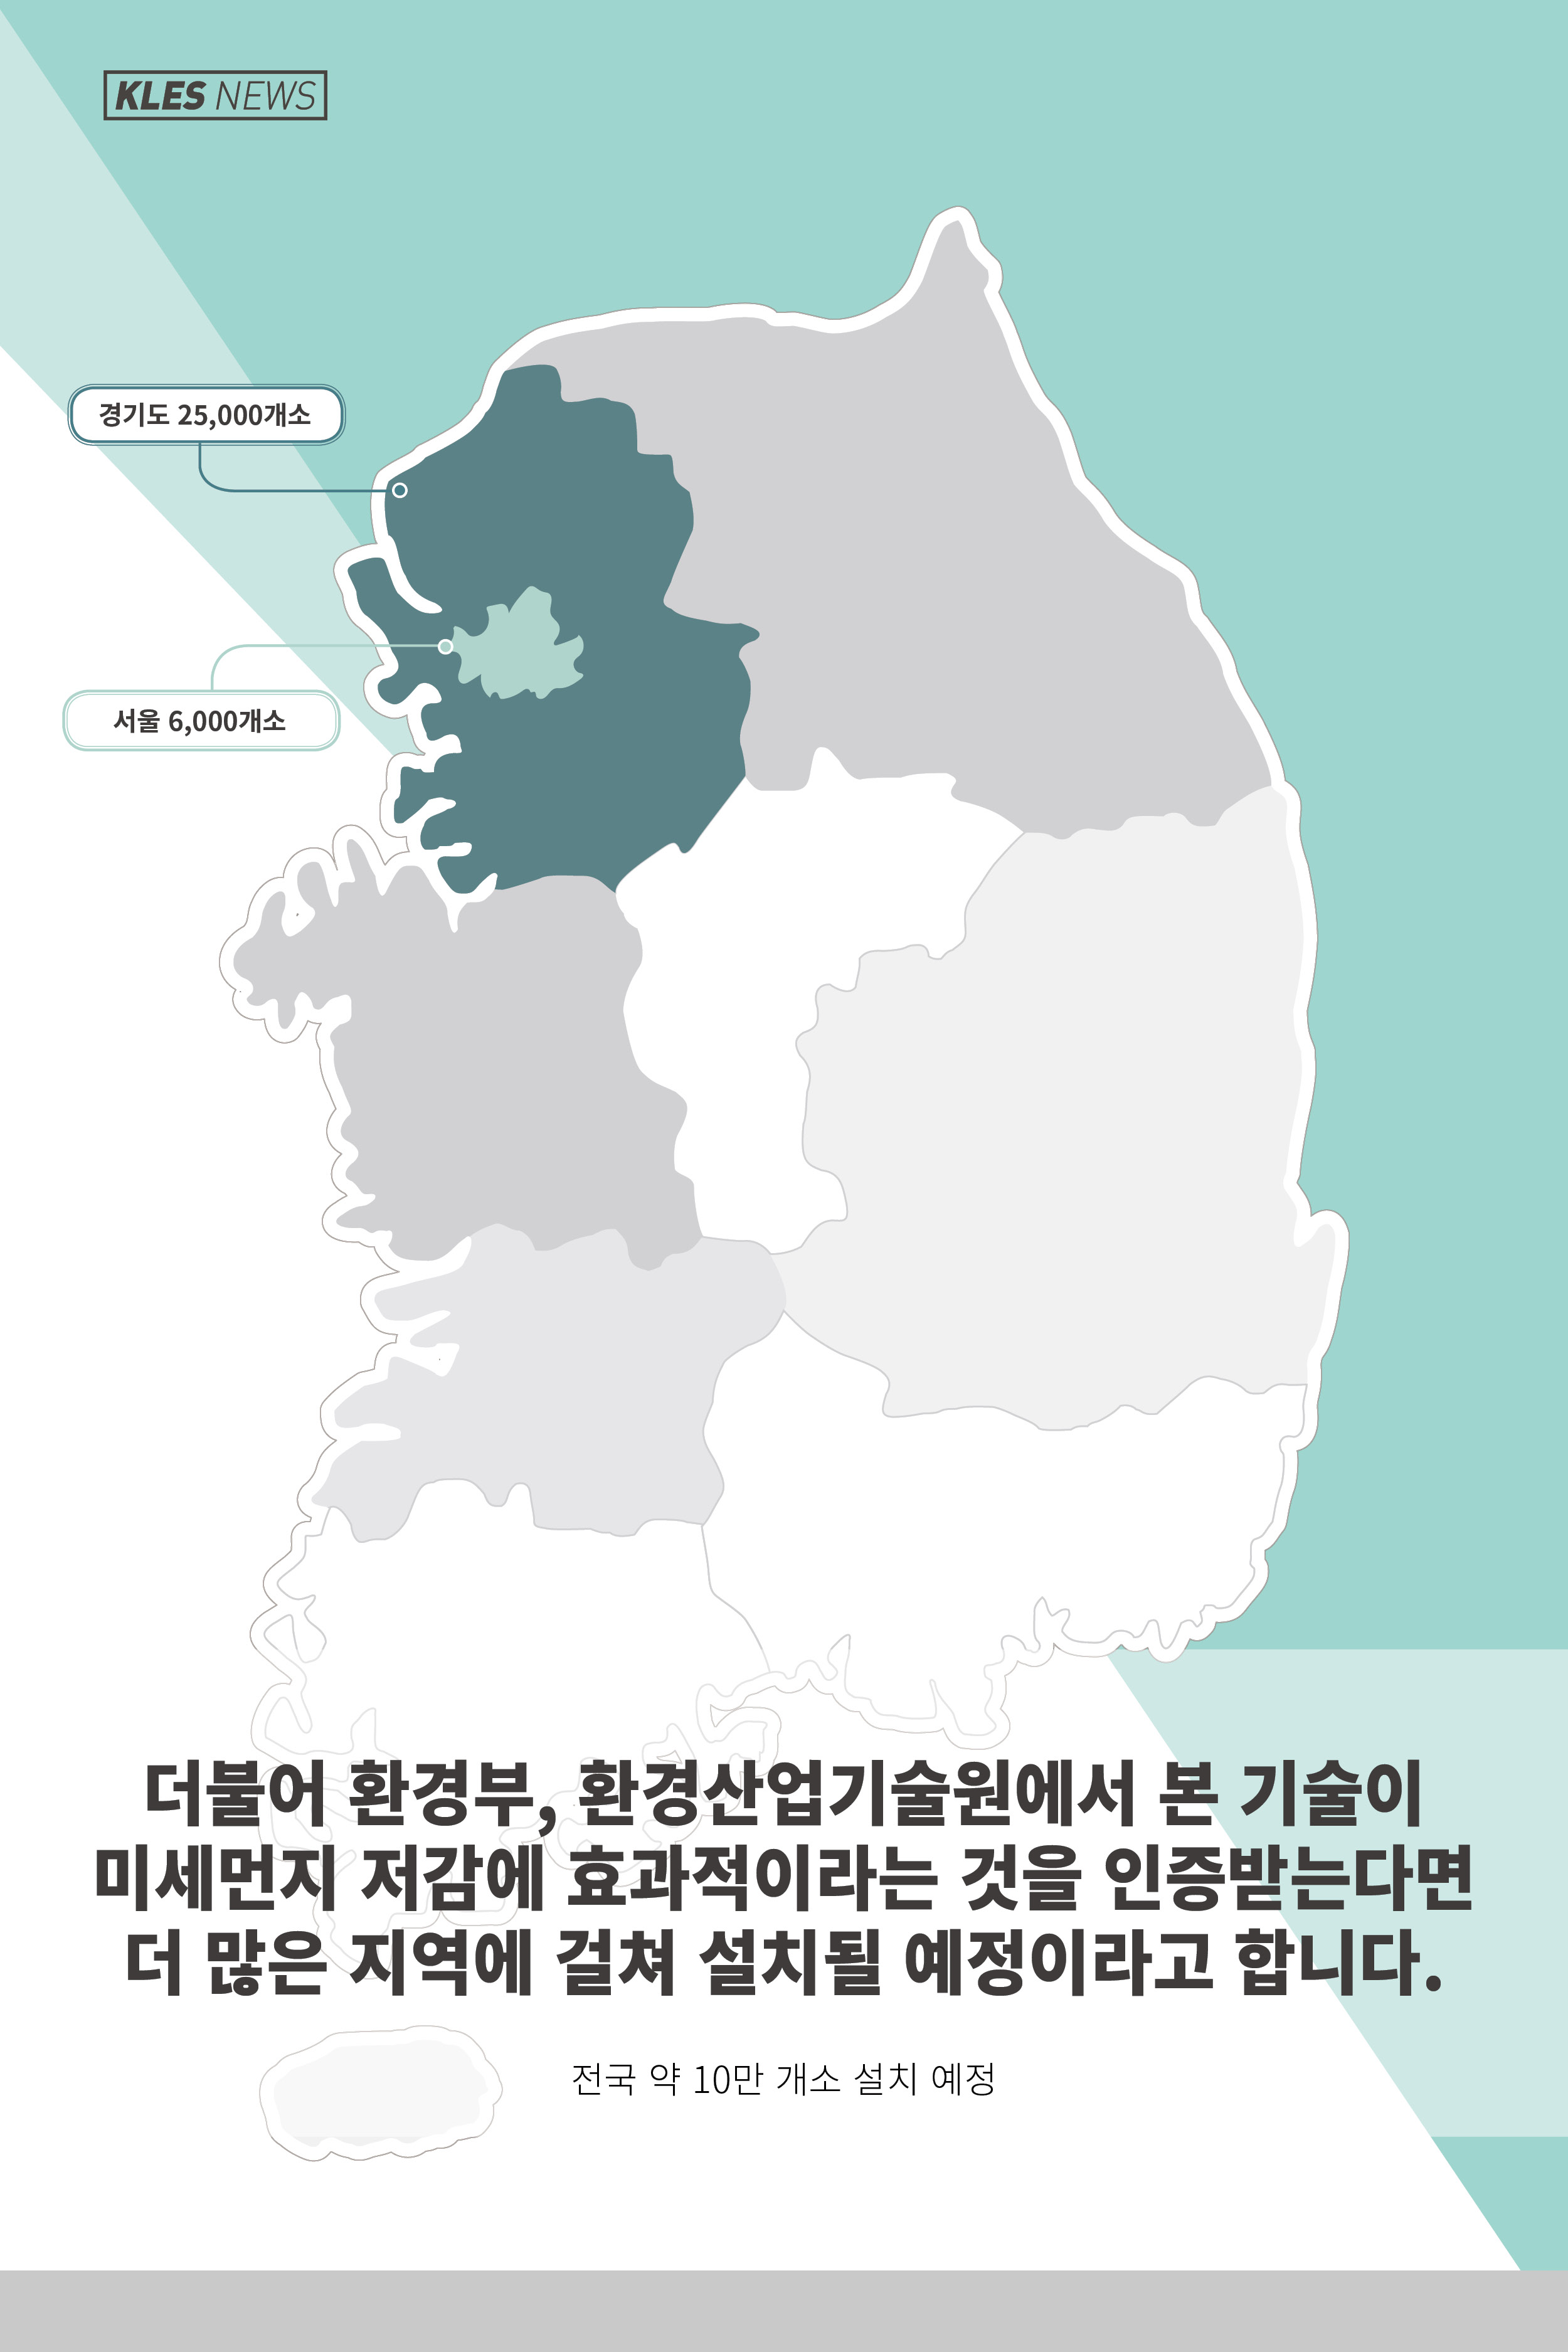 KLES NEWS
경기도 25,000개소
서울 6,000개소
더불어 환경부, 환경산업기술원에서 본 기술이
미세먼지 저감에 효과적이라는 것을 인증받는다면
더 많은 지역에 걸쳐 설치될 예정이라고 합니다.
전국 약 10만 개소 설치 예정